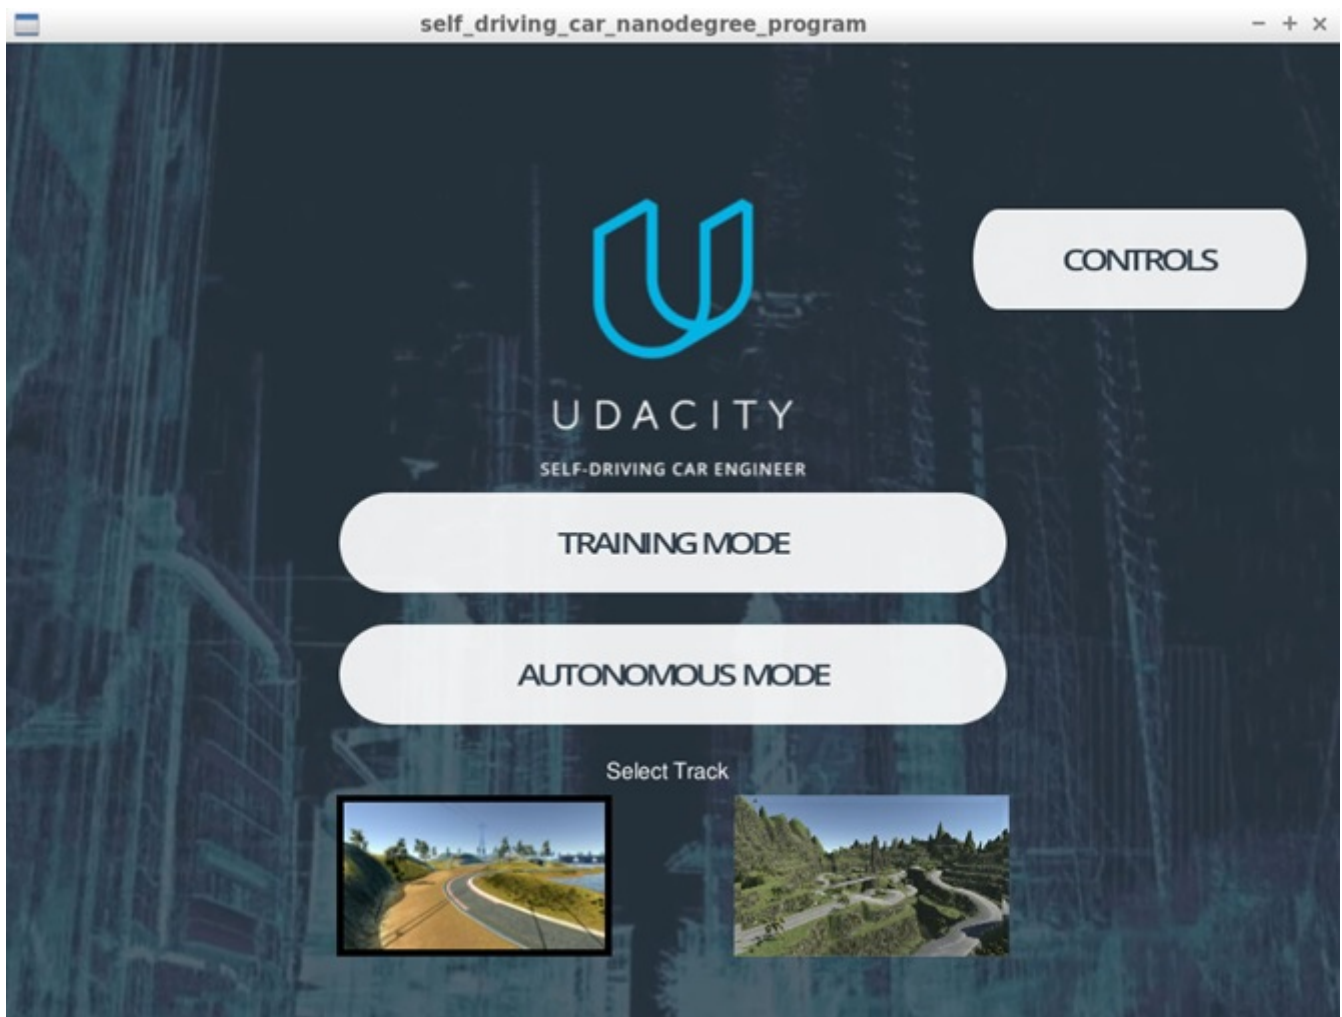 self_driving_car_nanodegree_program
CONTROLS
UDACITY
SELF-DRIVING CAR ENGINEER
TRAINING MODE
AUTONOMOUS MODE
Select Track